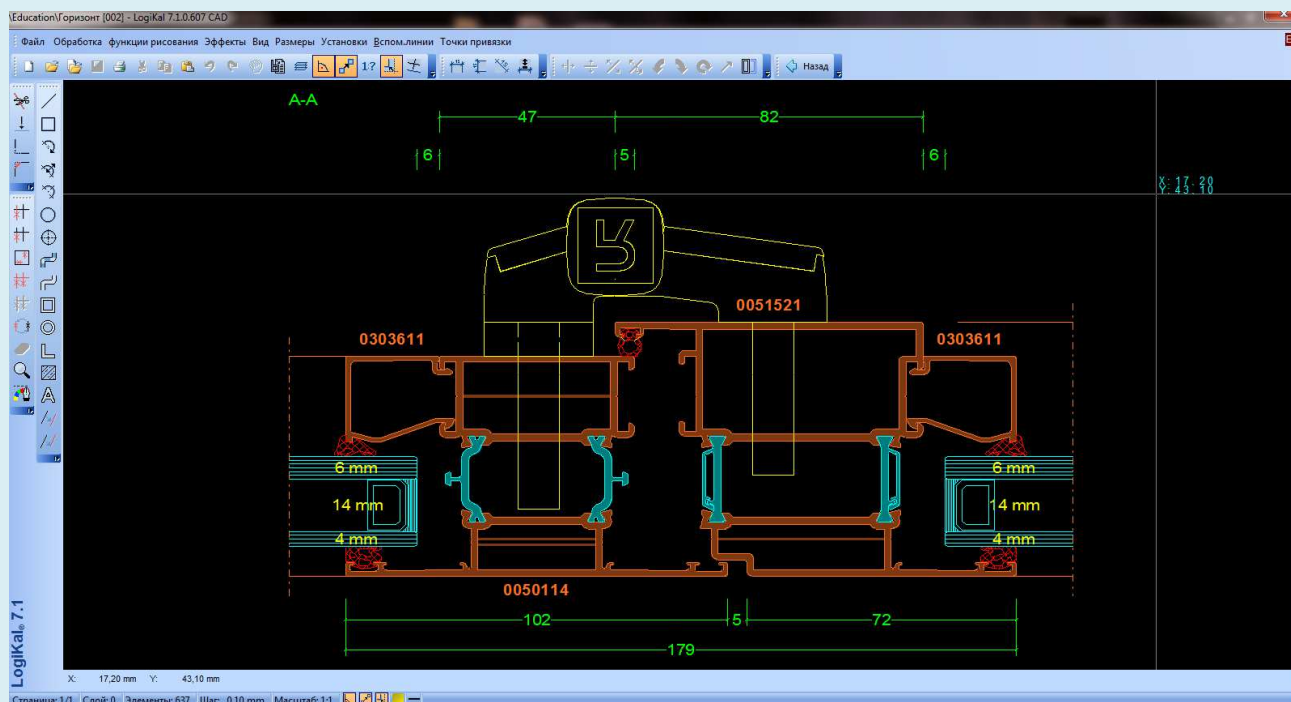 \Education\Горизонт [002] - LogiKal 7.1.0.607 CAD
Файл Обработка функции рисования Эффекты Вид Размеры Установки Вспом.линии Точки привязки
1? Назад
A-A
47 82
6 5 6
X: 17.20
Y: 43.10
0051521
0303611 0303611
6 mm 6 mm
14 mm 14 mm
4 mm 4 mm
0050114
102 5 72
179
LogiKal® 7.1
X: 17,20 mm Y: 43,10 mm
Страница: 1/1 Слой: 0 Элементы: 637 Шаг: 0,10 mm Масштаб: 1:1